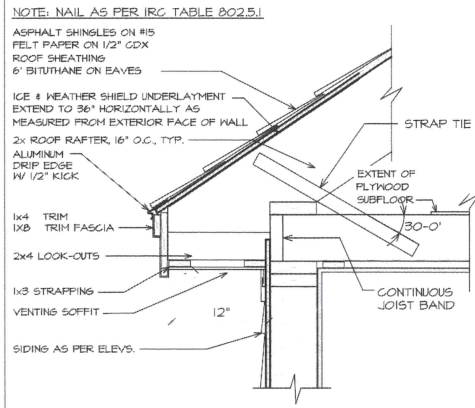 NOTE: NAIL AS PER IRC TABLE 802.5.1
ASPHALT SHINGLES ON #15
FELT PAPER ON 1/2" CDX
ROOF SHEATHING
6' BITUTHANE ON EAVES
ICE & WEATHER SHIELD UNDERLAYMENT
EXTEND TO 36" HORIZONTALLY AS
MEASURED FROM EXTERIOR FACE OF WALL
2x ROOF RAFTER, 16" O.C., TYP.
ALUMINUM
DRIP EDGE
W/ 1/2" KICK
1x4 TRIM
1x8 TRIM FASCIA
2x4 LOOK-OUTS
1x3 STRAPPING
VENTING SOFFIT
12"
SIDING AS PER ELEVS.
STRAP TIE
EXTENT OF
PLYWOOD
SUBFLOOR
30-0'
CONTINUOUS
JOIST BAND